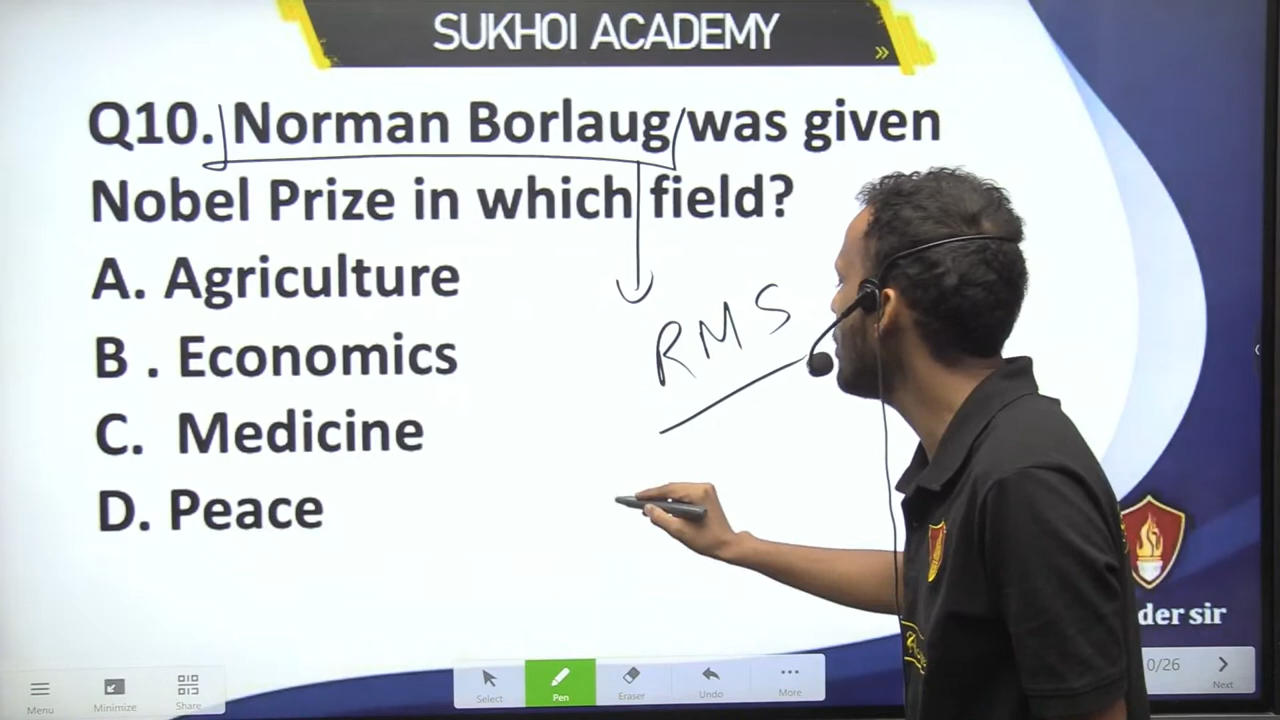 SUKHOI ACADEMY
Q10. Norman Borlaug was given
Nobel Prize in which field?
A. Agriculture
B . Economics
C. Medicine
D. Peace
RMS
der sir
Menu
Minimize
Share
Select
Pen
Eraser
Undo
More
0/26
Next